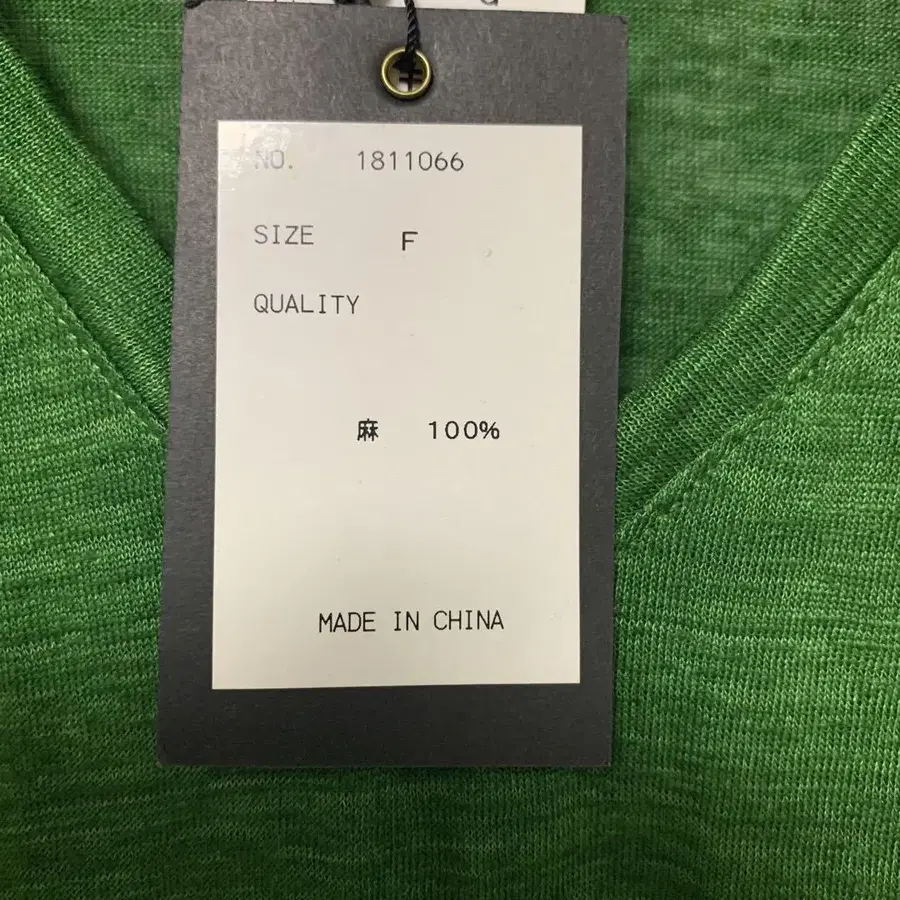 NO. 1811066
SIZE F
QUALITY
麻 100%
MADE IN CHINA